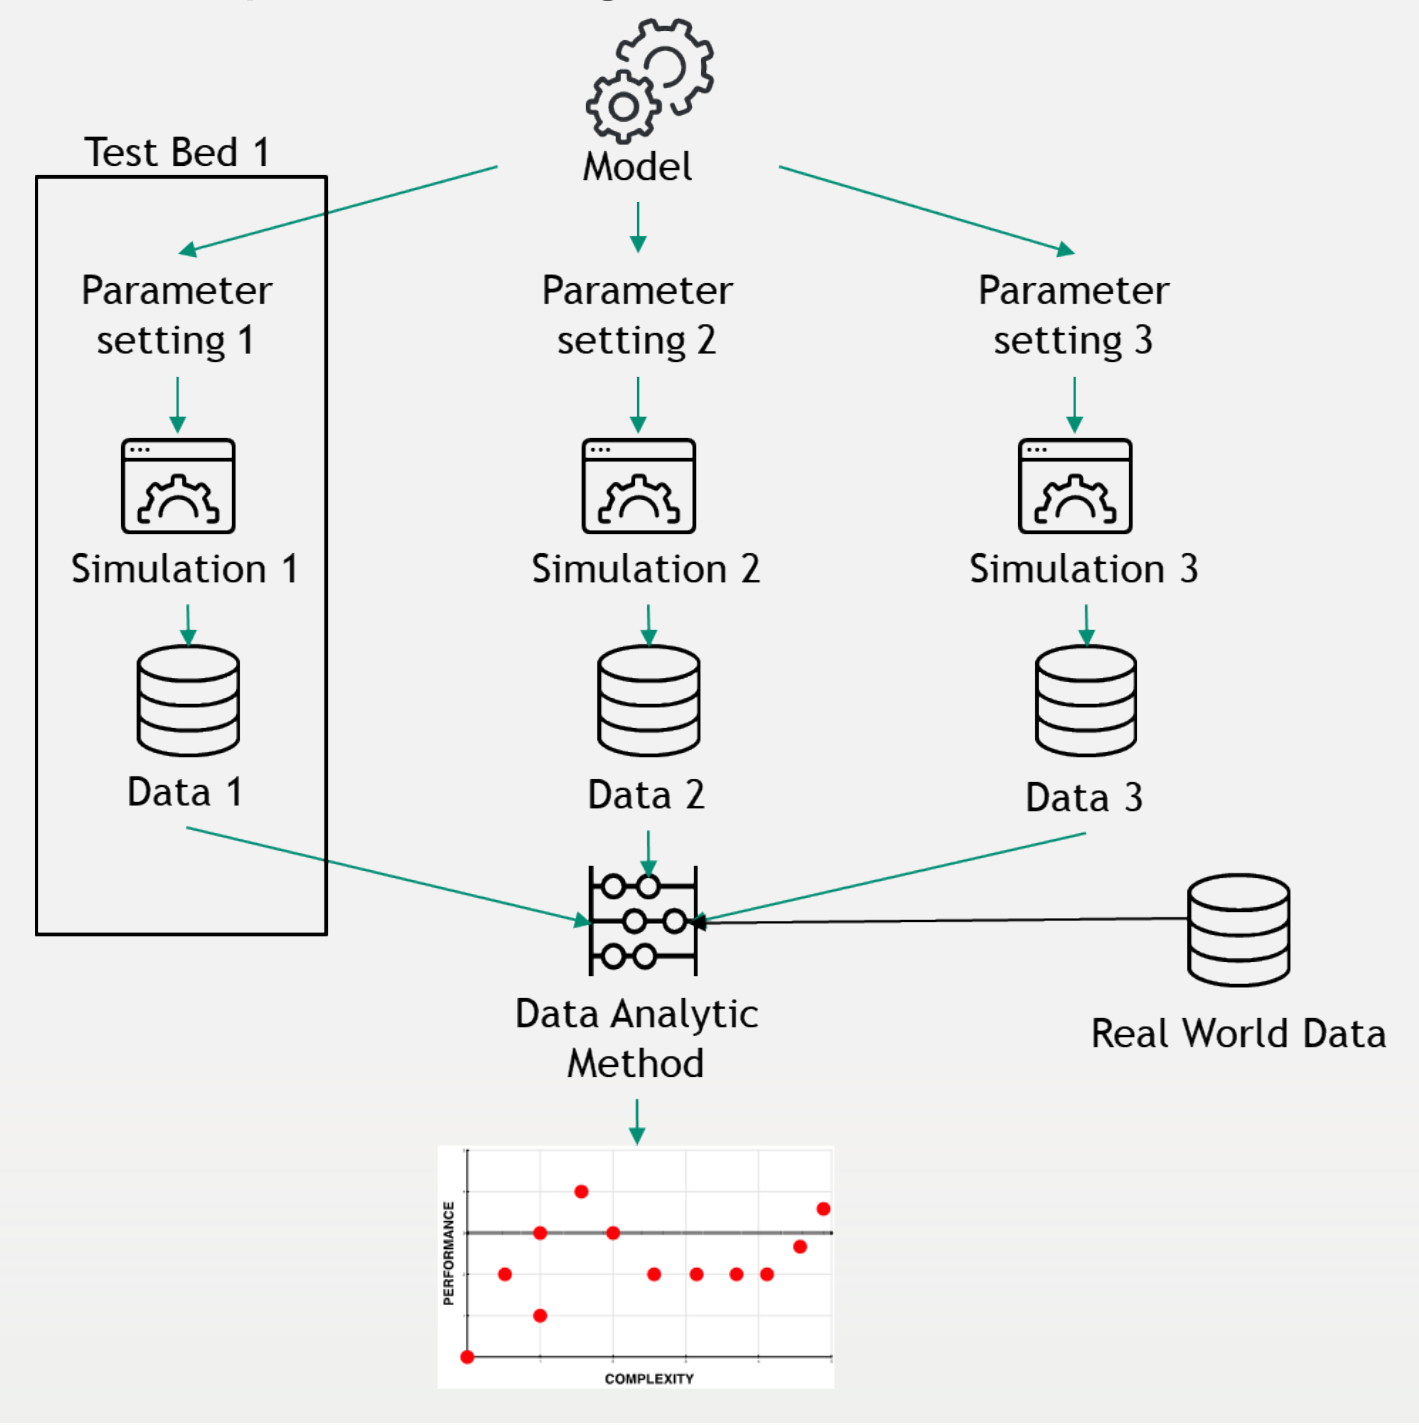 Model
Test Bed 1
Parameter
setting 1
Parameter
setting 2
Parameter
setting 3
Simulation 1
Simulation 2
Simulation 3
Data 1
Data 2
Data 3
Data Analytic
Method
Real World Data
PERFORMANCE
COMPLEXITY